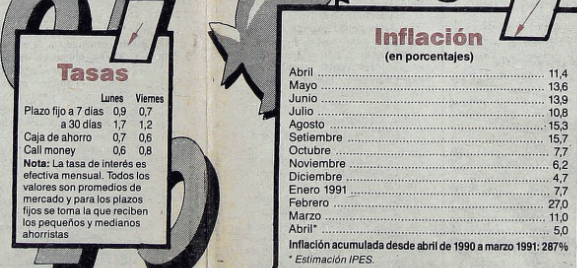 Tasas
Lunes Viernes
Plazo fijo a 7 días 0,9 0,7
a 30 días 1,7 1,2
Caja de ahorro 0,7 0,6
Call money 0,6 0,8
Nota: La tasa de interés es
efectiva mensual. Todos los
valores son promedios de
mercado y para los plazos
fijos se toma la que reciben
los pequeños y medianos
ahorristas
Inflación
(en porcentajes)
Abril 11,4
Mayo 13,6
Junio 13,9
Julio 10,8
Agosto 15,3
Setiembre 15,7
Octubre 7,7
Noviembre 6,2
Diciembre 4,7
Enero 1991 7,7
Febrero 27,0
Marzo 11,0
Abril* 5,0
Inflación acumulada desde abril de 1990 a marzo 1991: 287%
* Estimación IPES.